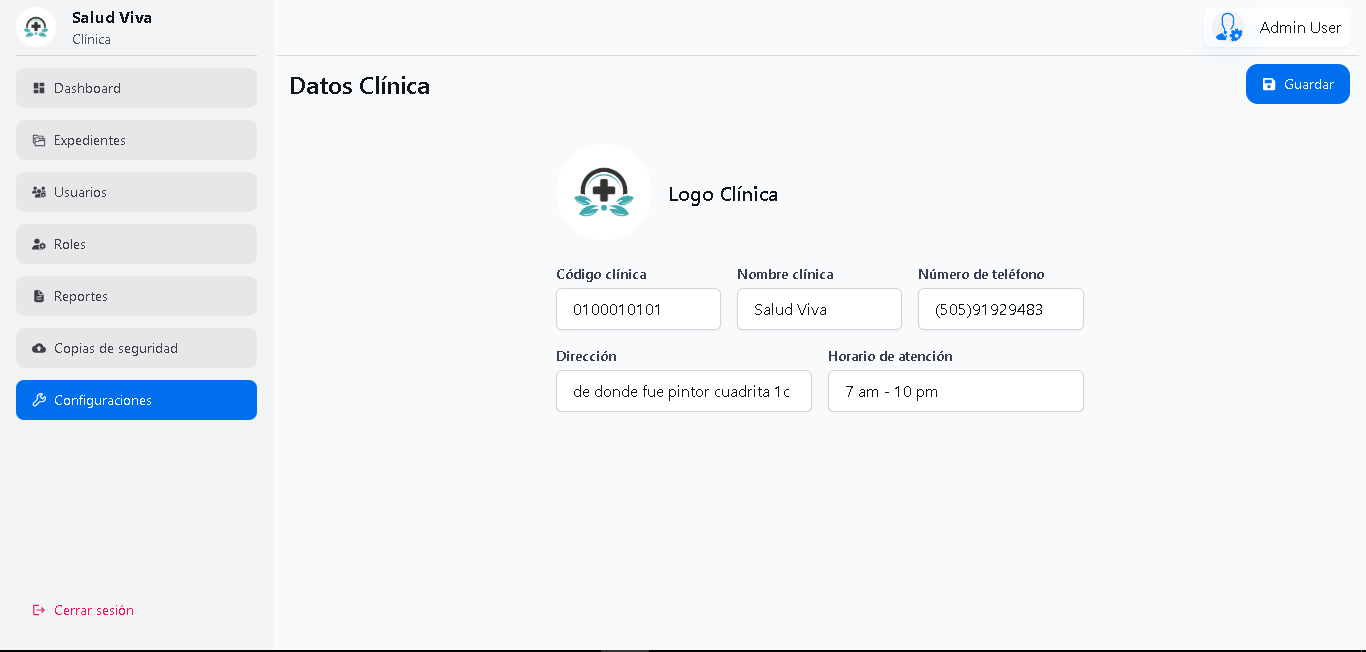 Salud Viva
Clínica
Admin User
Dashboard
Expedientes
Usuarios
Roles
Reportes
Copias de seguridad
Configuraciones
Cerrar sesión
Datos Clínica
Guardar
Logo Clínica
Código clínica Nombre clínica Número de teléfono
0100010101 Salud Viva (505)91929483
Dirección Horario de atención
de donde fue pintor cuadrita 1c 7 am - 10 pm